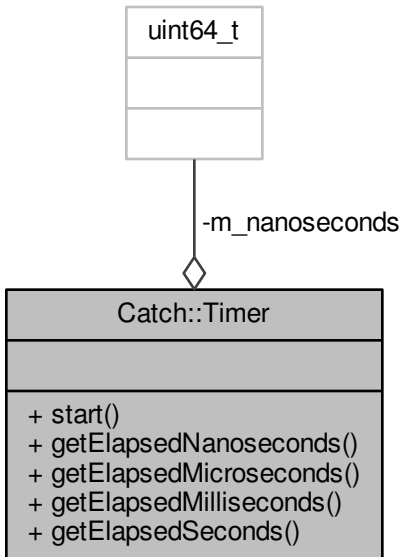 uint64_t
-m_nanoseconds
Catch::Timer
+ start()
+ getElapsedNanoseconds()
+ getElapsedMicroseconds()
+ getElapsedMilliseconds()
+ getElapsedSeconds()